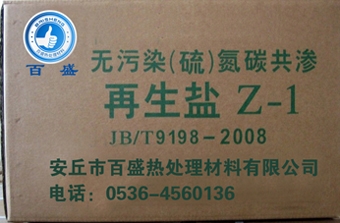 百盛
无污染(硫)氮碳共渗
再生盐 Z-1
JB/T9198-2008
安丘市百盛热处理材料有限公司
电话：0536-4560136